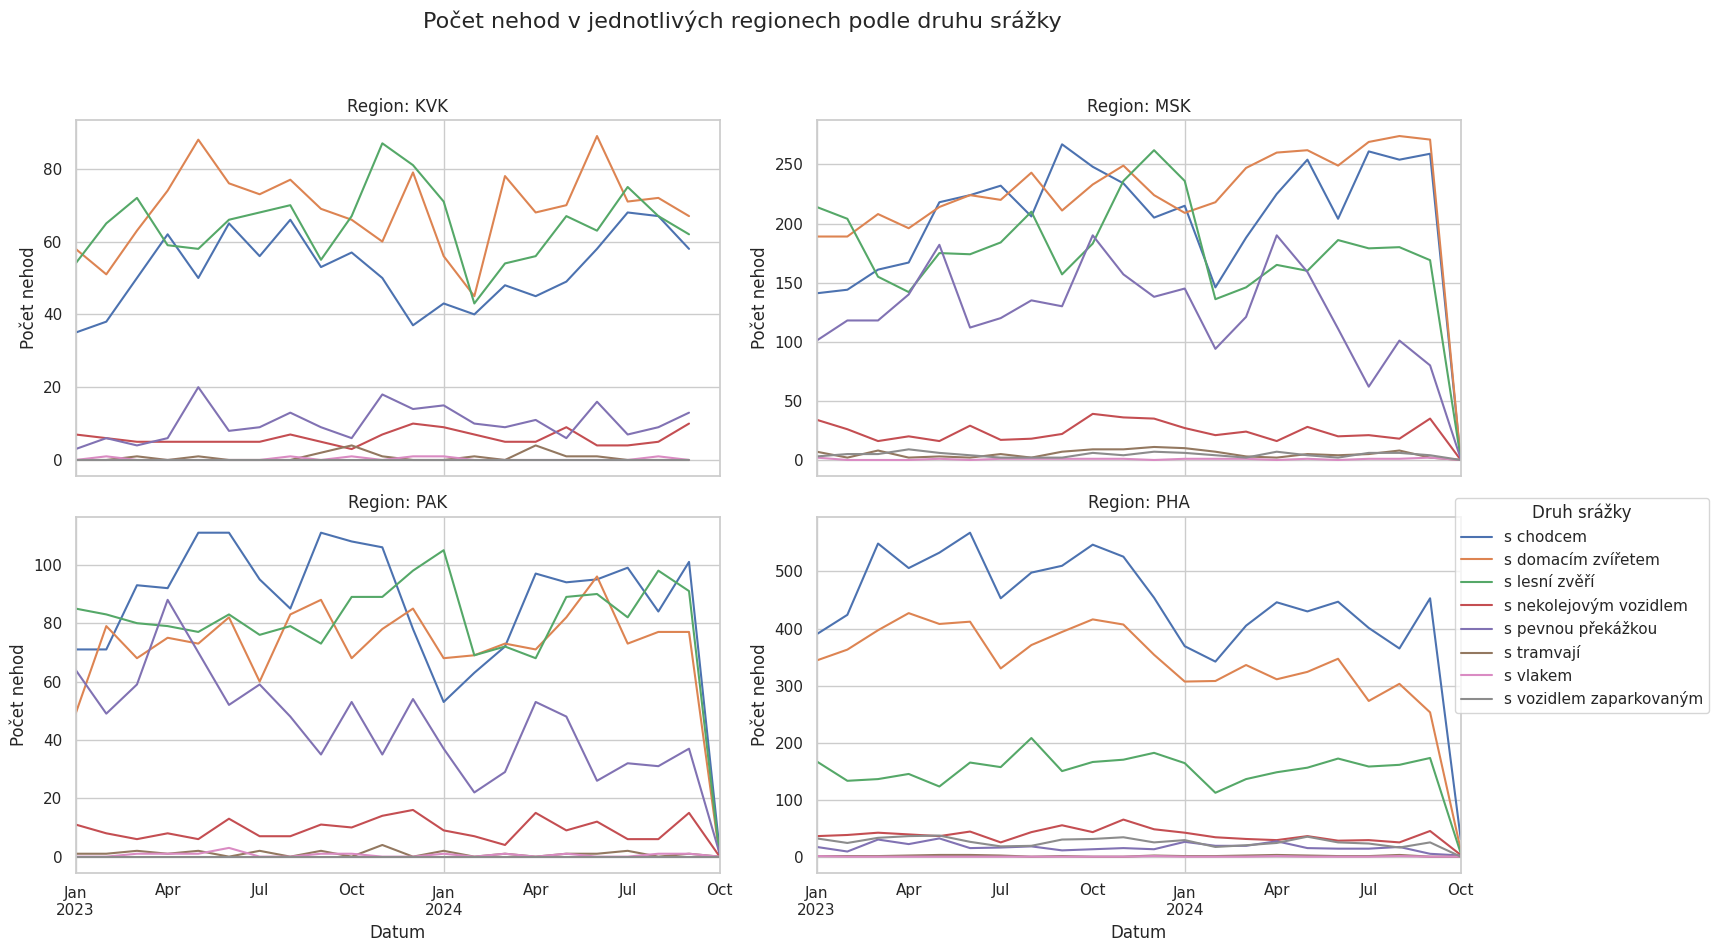 Počet nehod v jednotlivých regionech podle druhu srážky
Region: KVK
Počet nehod
80
60
40
20
0
Region: MSK
Počet nehod
250
200
150
100
50
0
Region: PAK
Počet nehod
100
80
60
40
20
0
Jan
2023
Apr
Jul
Oct
Jan
2024
Apr
Jul
Oct
Datum
Region: PHA
Počet nehod
500
400
300
200
100
0
Jan
2023
Apr
Jul
Oct
Jan
2024
Apr
Jul
Oct
Datum
Druh srážky
s chodcem
s domacím zvířetem
s lesní zvěří
s nekolejovým vozidlem
s pevnou překážkou
s tramvají
s vlakem
s vozidlem zaparkovaným